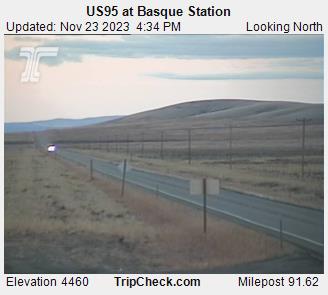 US95 at Basque Station
Updated: Nov 23 2023 4:34 PM Looking North
Elevation 4460 TripCheck.com Milepost 91.62